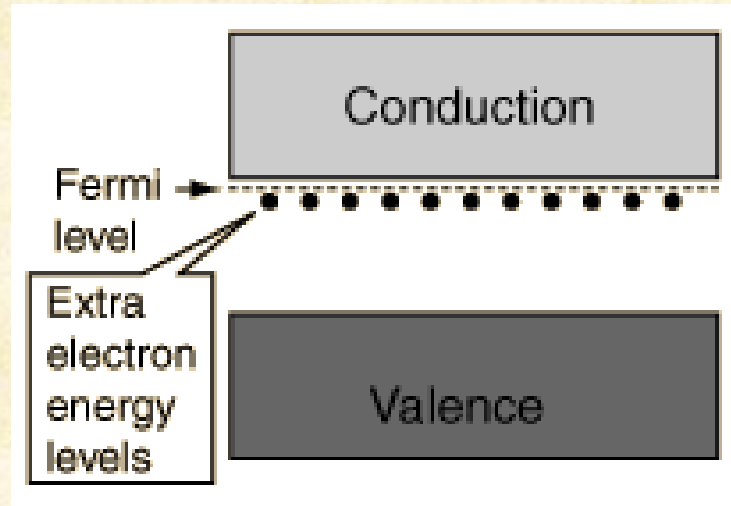 Conduction
Fermi
level
Extra
electron
energy
levels
Valence